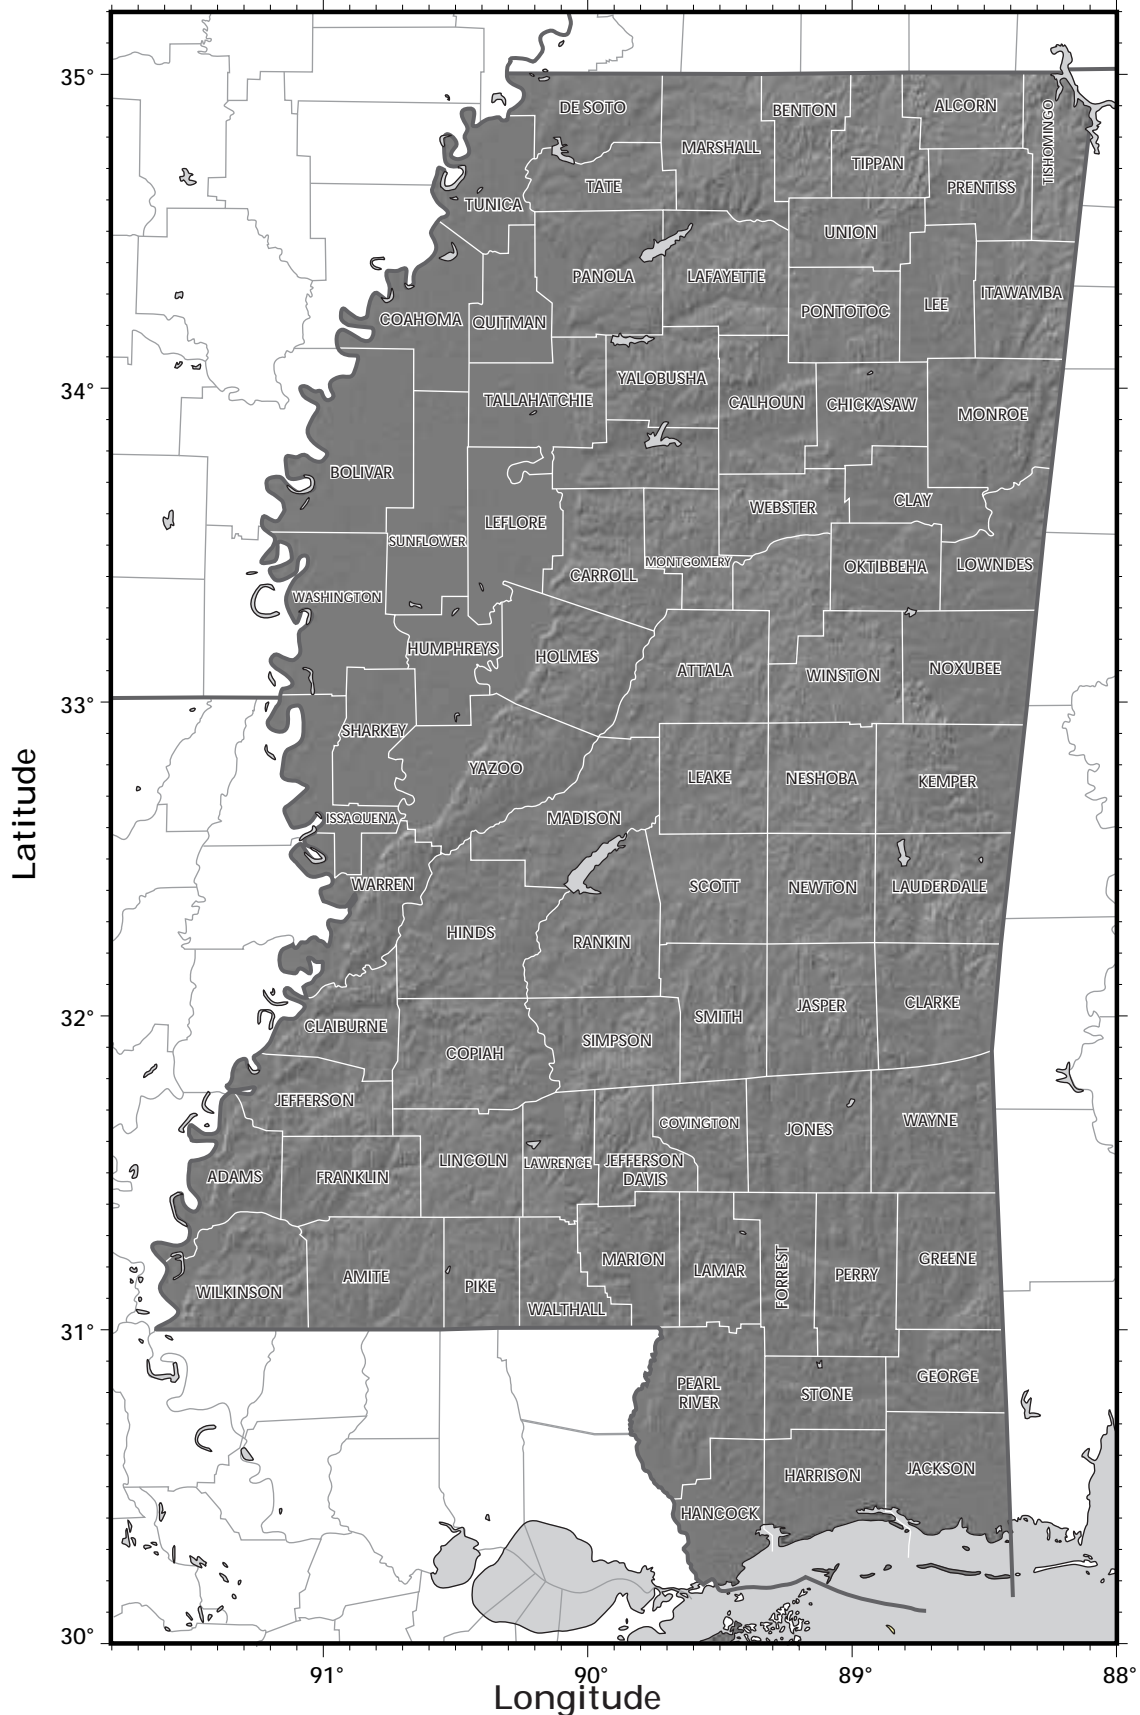 35°
34°
33°
32°
31°
30°
Latitude
DE SOTO
BENTON
ALCORN
TISHOMINGO
MARSHALL
TIPPAN
TATE
PRENTISS
TUNICA
UNION
PANOLA
LAFAYETTE
ITAWAMBA
LEE
PONTOTOC
COAHOMA
QUITMAN
YALOBUSHA
TALLAHATCHIE
CALHOUN
CHICKASAW
MONROE
BOLIVAR
CLAY
WEBSTER
LEFLORE
SUNFLOWER
MONTGOMERY
OKTIBBEHA
LOWNDES
CARROLL
WASHINGTON
HUMPHREYS
HOLMES
ATTALA
WINSTON
NOXUBEE
SHARKEY
YAZOO
LEAKE
NESHOBA
KEMPER
ISSAQUENA
MADISON
WARREN
SCOTT
NEWTON
LAUDERDALE
HINDS
RANKIN
CLAIBURNE
SMITH
JASPER
CLARKE
COPIAH
SIMPSON
JEFFERSON
COVINGTON
JONES
WAYNE
ADAMS
FRANKLIN
LINCOLN
LAWRENCE
JEFFERSON
DAVIS
WILKINSON
AMITE
PIKE
WALTHALL
MARION
LAMAR
FORREST
PERRY
GREENE
PEARL
RIVER
STONE
GEORGE
HARRISON
JACKSON
HANCOCK
91°
90°
89°
88°
Longitude